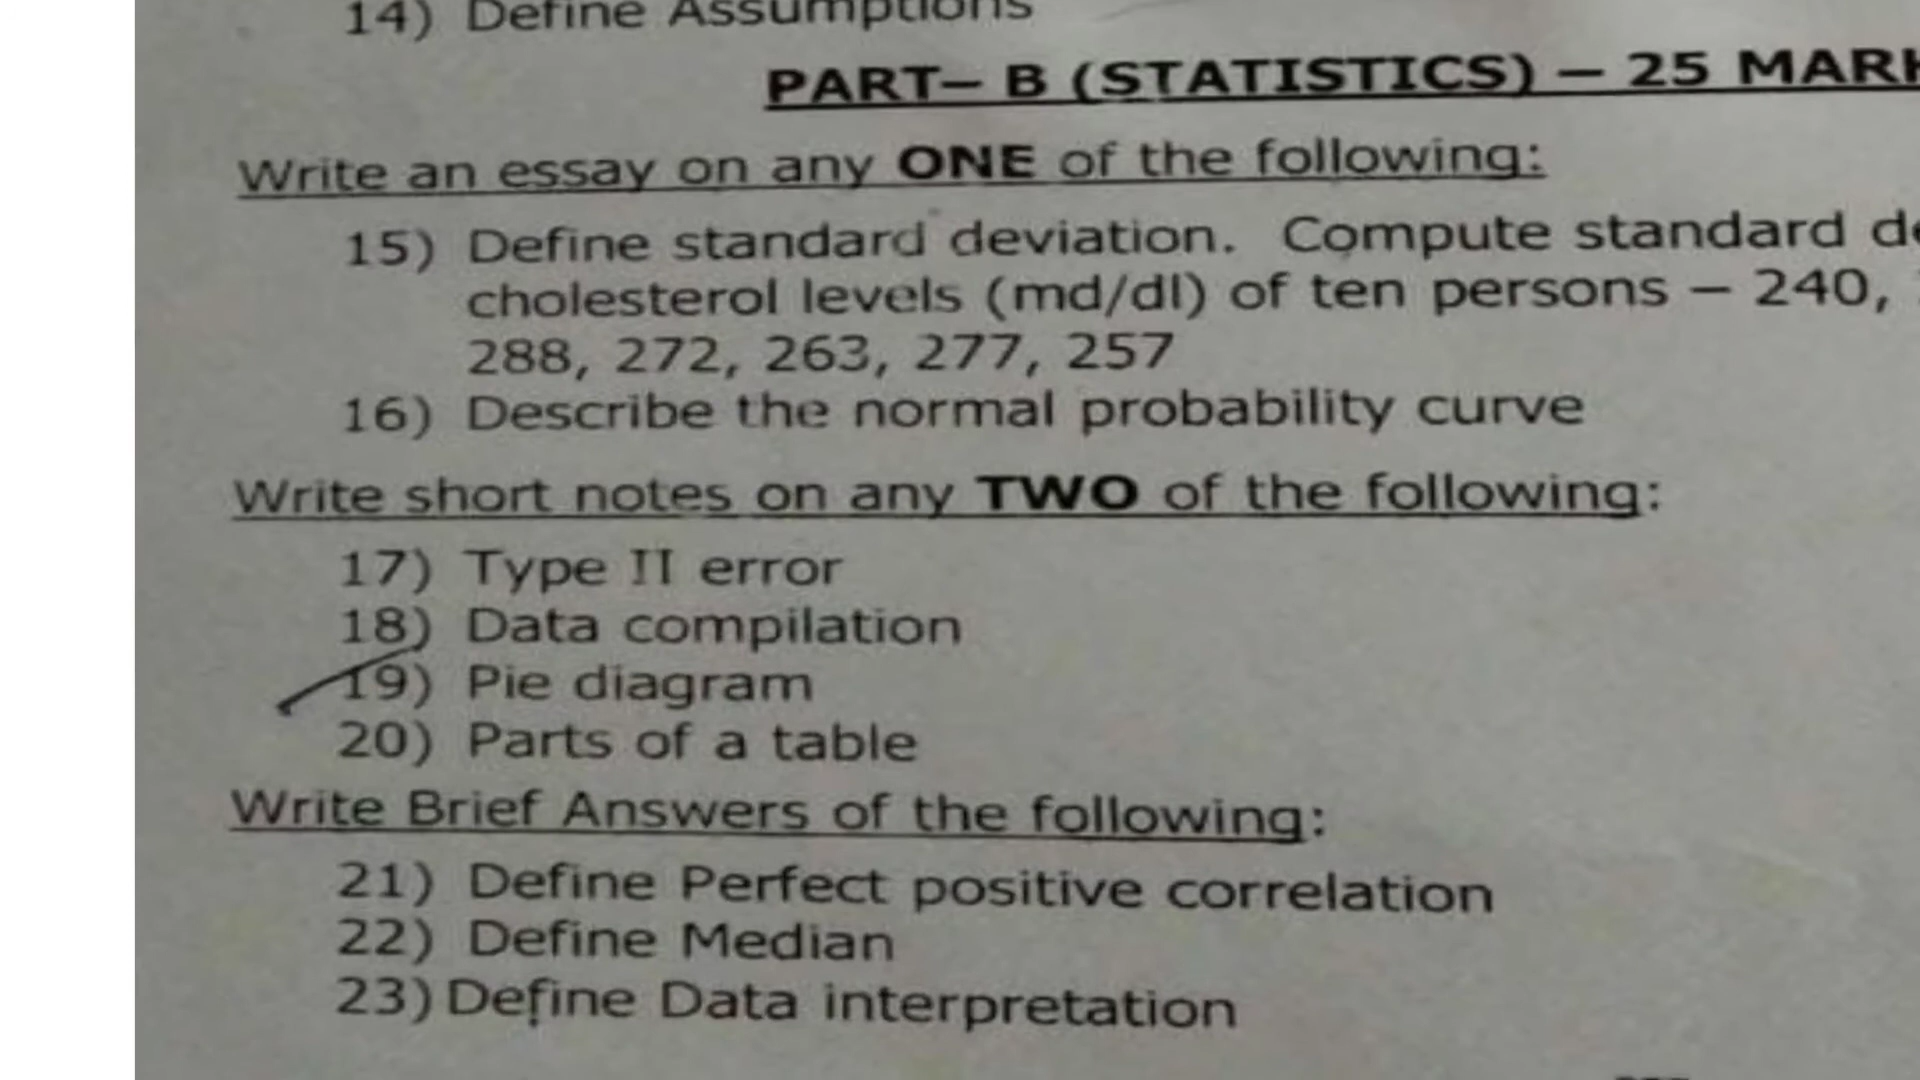 14) Define Assumptions
PART– B (STATISTICS) – 25
Write an essay on any ONE of the following:
15) Define standard deviation. Compute standard
cholesterol levels (md/dl) of ten persons – 240,
288, 272, 263, 277, 257
16) Describe the normal probability curve
Write short notes on any TWO of the following:
17) Type II error
18) Data compilation
19) Pie diagram
20) Parts of a table
Write Brief Answers of the following:
21) Define Perfect positive correlation
22) Define Median
23) Define Data interpretation